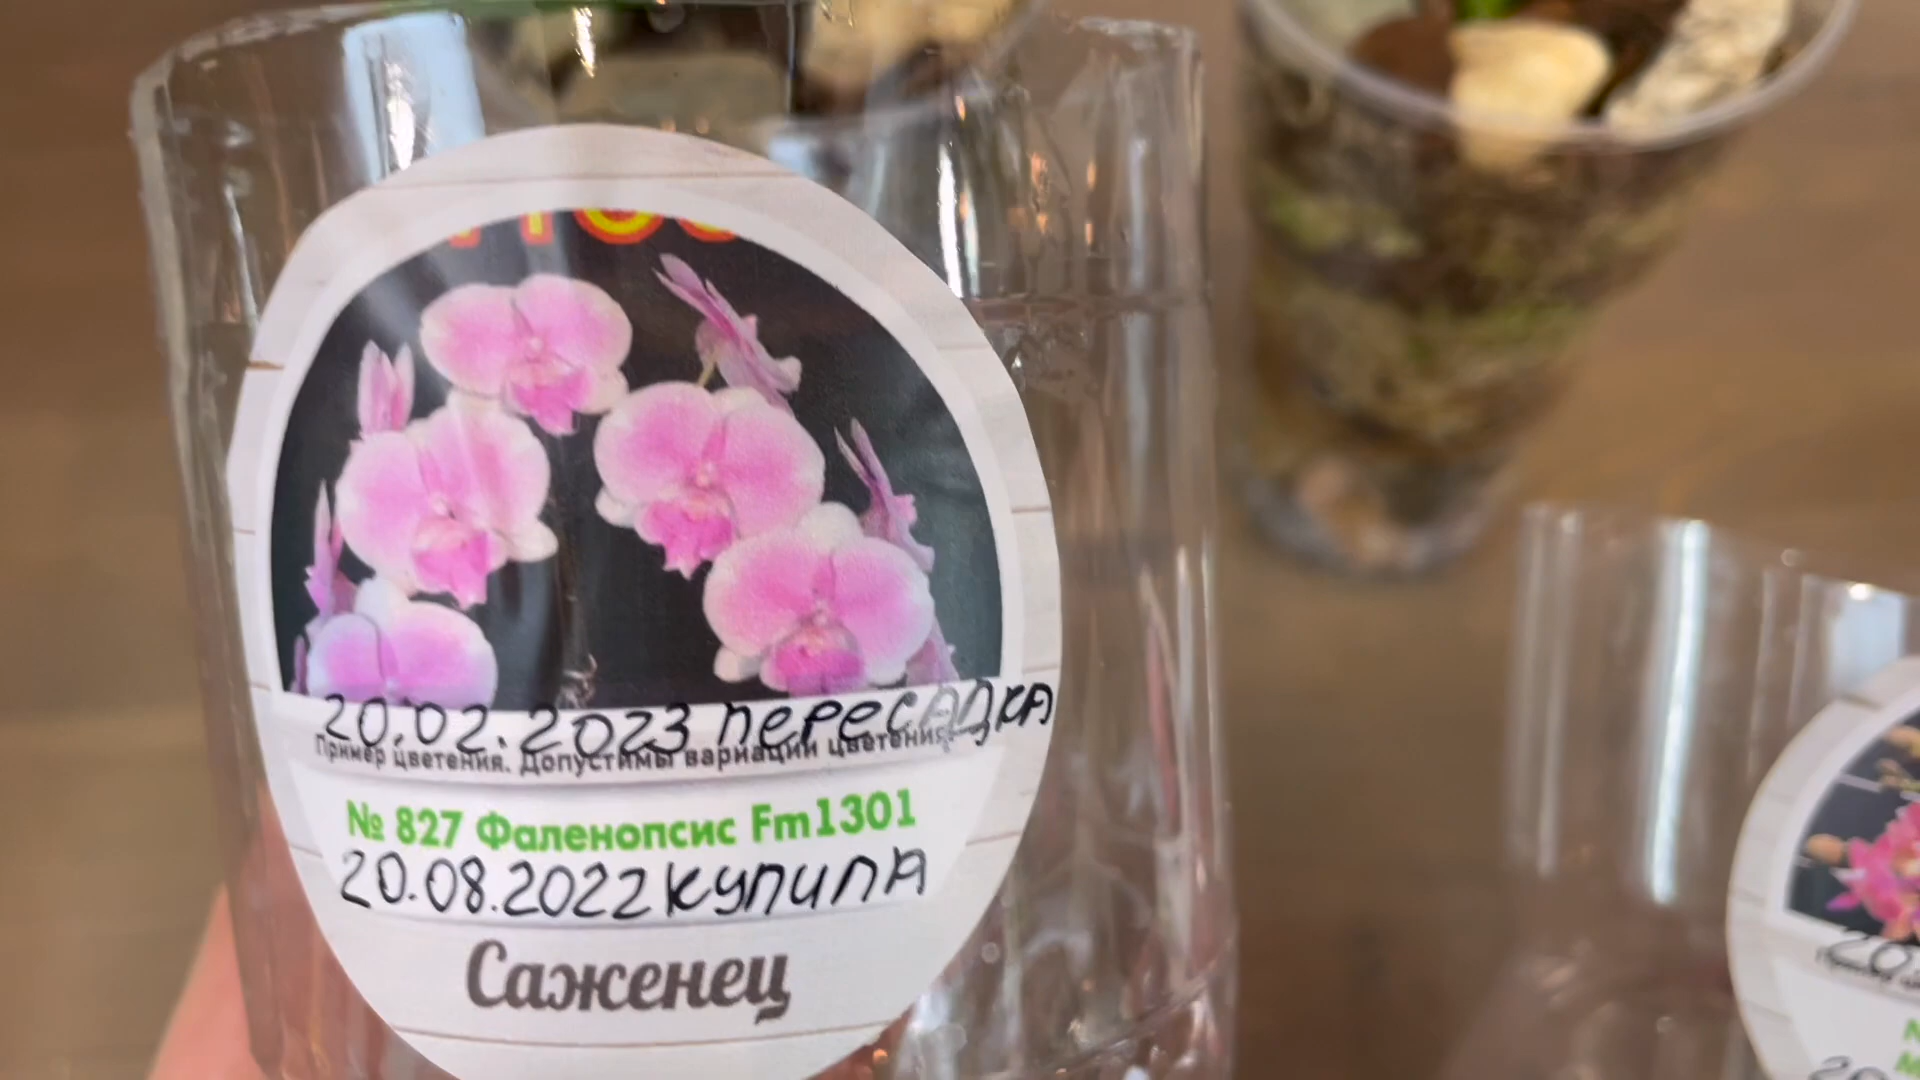 20.02.2023 пересадка
Пример цветения. Допустимы вариации цветения.
№ 827 Фаленопсис Fm1301
20.08.2022 купила
Саженец